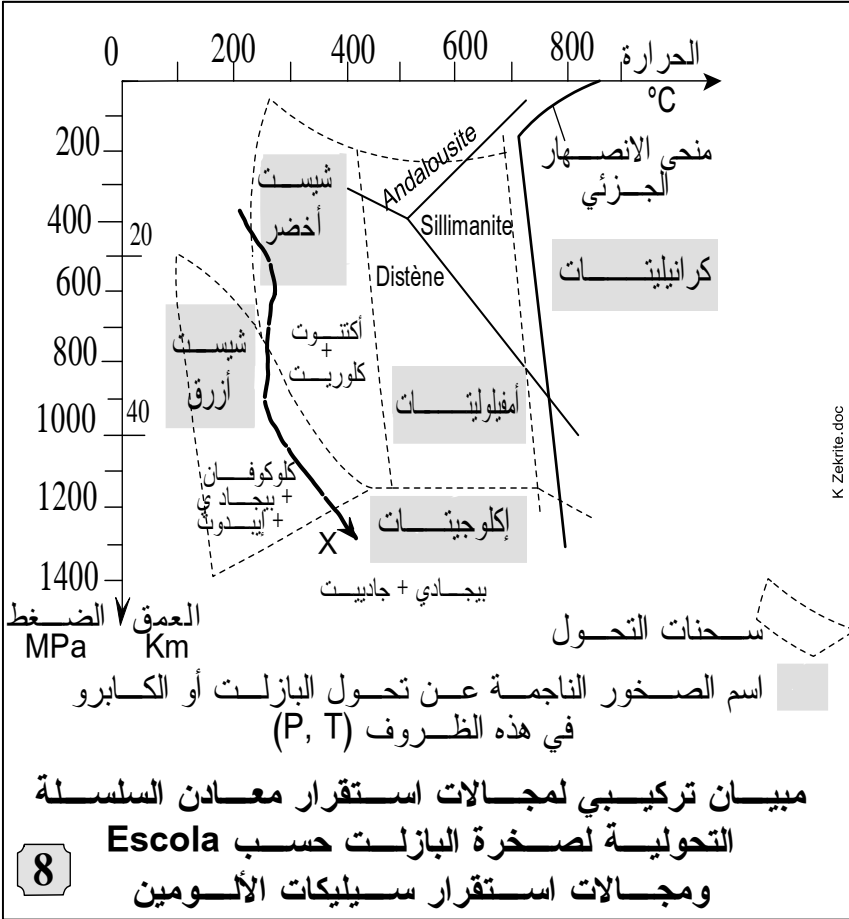 0 200 400 600 800 الحرارة
°C
منحى الانصهار
الجزئي
200
400
600
800
1000
1200
1400
20
40
شيست
أخضر
Andalousite
Sillimanite
Distène
كرانيليتات
شيست
أزرق
أكتنوت
+
كلوريت
أمفيلوليتات
كلوكوفان
+ بيجادي
+ إيبدوث
X
إكلوجيتات
بيجادي + جادييت
الضغط
MPa
العمق
Km
سحنات التحول
اسم الصخور الناجمة عن تحول البازلت أو الكابرو
في هذه الظروف (P, T)
مبيان تركيبي لمجالات استقرار معادن السلسلة
التحولية لصخرة البازلت حسب Escola
ومجالات استقرار سيليكات الألومين
8
K Zekrite.doc